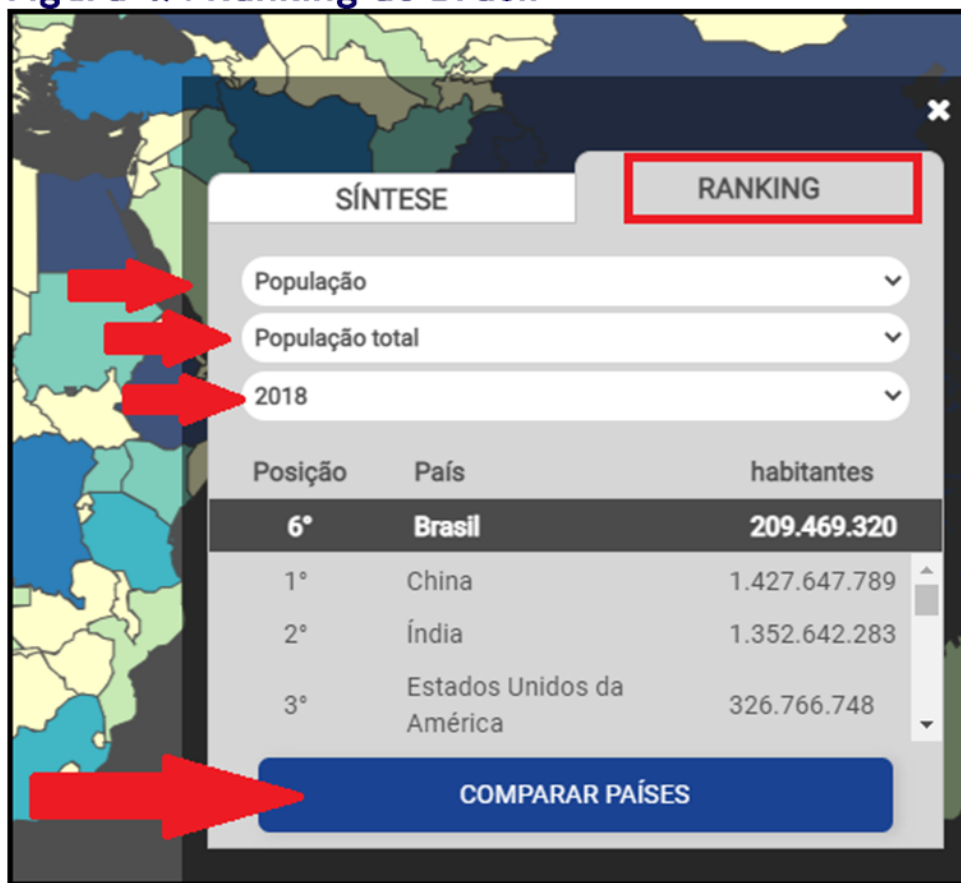 SÍNTESE RANKING
População
População total
2018
Posição País habitantes
6° Brasil 209.469.320
1° China 1.427.647.789
2° Índia 1.352.642.283
3° Estados Unidos da América 326.766.748
COMPARAR PAÍSES